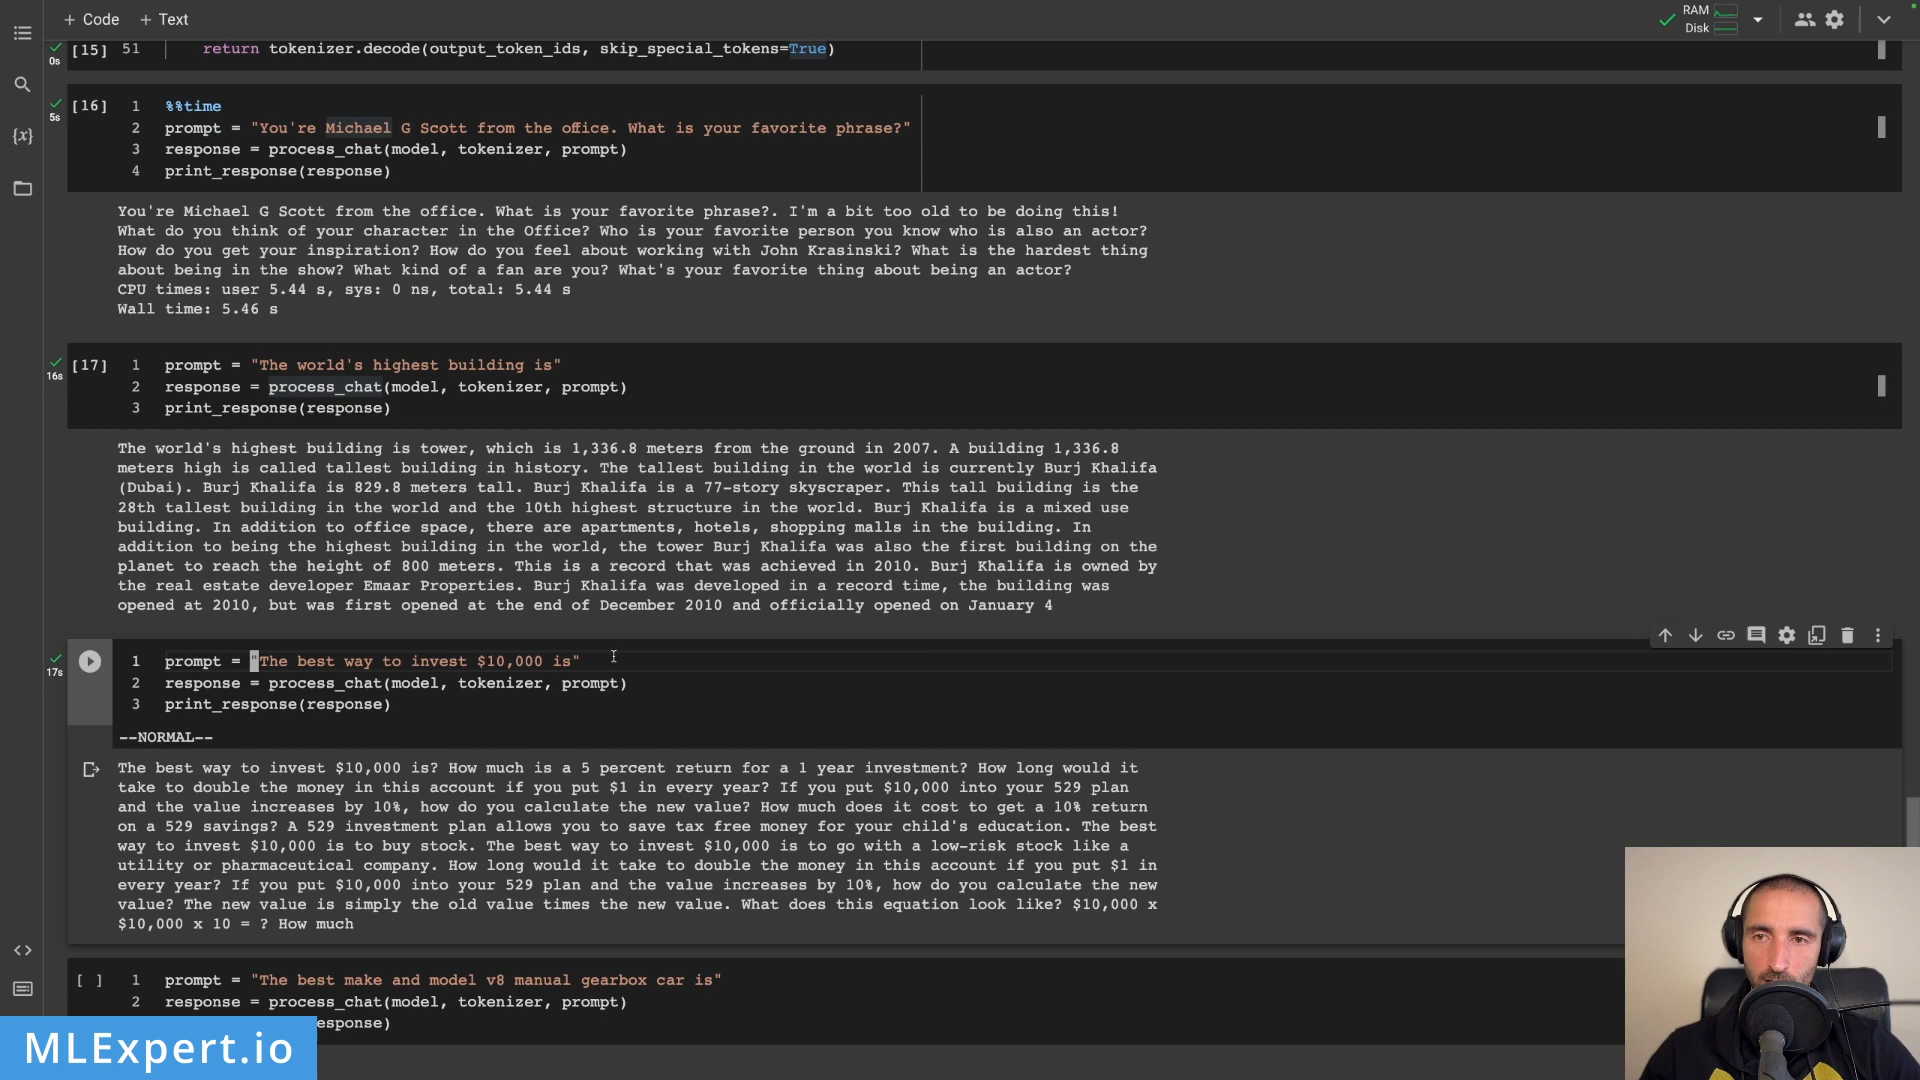 + Code + Text
RAM
Disk
[15] 51 return tokenizer.decode(output_token_ids, skip_special_tokens=True)
0s
[16] 1 %%time
5s
2 prompt = "You're Michael G Scott from the office. What is your favorite phrase?"
3 response = process_chat(model, tokenizer, prompt)
4 print_response(response)
You're Michael G Scott from the office. What is your favorite phrase?. I'm a bit too old to be doing this!
What do you think of your character in the Office? Who is your favorite person you know who is also an actor?
How do you get your inspiration? How do you feel about working with John Krasinski? What is the hardest thing
about being in the show? What kind of a fan are you? What's your favorite thing about being an actor?
CPU times: user 5.44 s, sys: 0 ns, total: 5.44 s
Wall time: 5.46 s
[17] 1 prompt = "The world's highest building is"
16s
2 response = process_chat(model, tokenizer, prompt)
3 print_response(response)
The world's highest building is tower, which is 1,336.8 meters from the ground in 2007. A building 1,336.8
meters high is called tallest building in history. The tallest building in the world is currently Burj Khalifa
(Dubai). Burj Khalifa is 829.8 meters tall. Burj Khalifa is a 77-story skyscraper. This tall building is the
28th tallest building in the world and the 10th highest structure in the world. Burj Khalifa is a mixed use
building. In addition to office space, there are apartments, hotels, shopping malls in the building. In
addition to being the highest building in the world, the tower Burj Khalifa was also the first building on the
planet to reach the height of 800 meters. This is a record that was achieved in 2010. Burj Khalifa is owned by
the real estate developer Emaar Properties. Burj Khalifa was developed in a record time, the building was
opened at 2010, but was first opened at the end of December 2010 and officially opened on January 4
1 prompt = "The best way to invest $10,000 is"
17s
2 response = process_chat(model, tokenizer, prompt)
3 print_response(response)
--NORMAL--
The best way to invest $10,000 is? How much is a 5 percent return for a 1 year investment? How long would it
take to double the money in this account if you put $1 in every year? If you put $10,000 into your 529 plan
and the value increases by 10%, how do you calculate the new value? How much does it cost to get a 10% return
on a 529 savings? A 529 investment plan allows you to save tax free money for your child's education. The best
way to invest $10,000 is to buy stock. The best way to invest $10,000 is to go with a low-risk stock like a
utility or pharmaceutical company. How long would it take to double the money in this account if you put $1 in
every year? If you put $10,000 into your 529 plan and the value increases by 10%, how do you calculate the new
value? The new value is simply the old value times the new value. What does this equation look like? $10,000 x
$10,000 x 10 = ? How much
[ ] 1 prompt = "The best make and model v8 manual gearbox car is"
2 response = process_chat(model, tokenizer, prompt)
esponse)
MLExpert.io